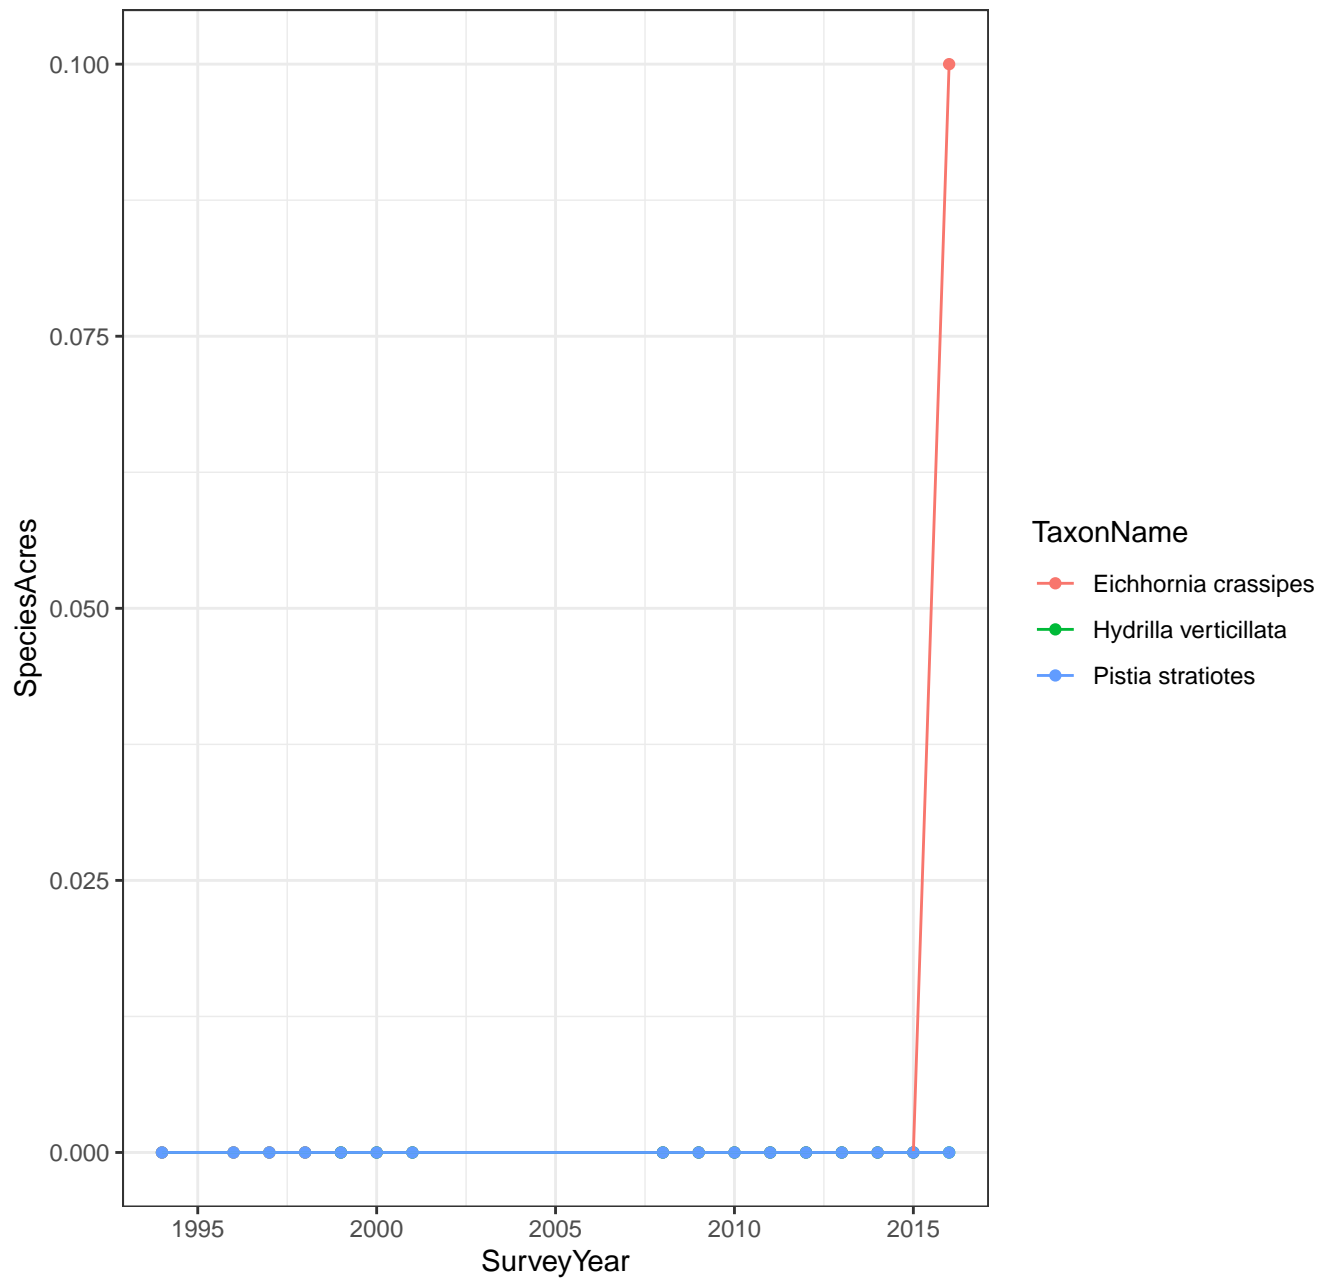 0.100
0.075
0.050
0.025
0.000
SpeciesAcres
1995 2000 2005 2010 2015
SurveyYear
TaxonName
Eichhornia crassipes
Hydrilla verticillata
Pistia stratiotes